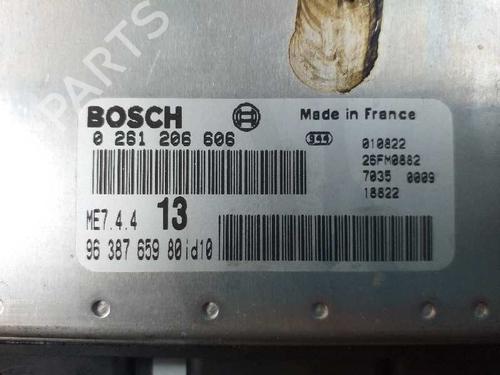 B-PARTS
BOSCH
Made in France
0 261 206 606
344
010822
26FM0882
7035 0009
18822
ME7.4.4 13
96 387 659 80id10